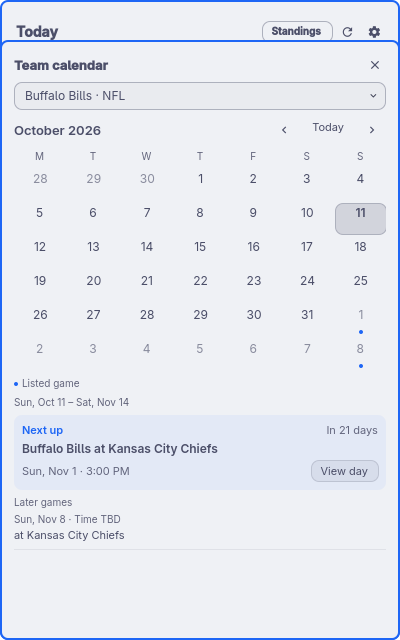 Today
Standings
Team calendar
Buffalo Bills · NFL
October 2026
Today
M T W T F S S
28 29 30 1 2 3 4
5 6 7 8 9 10 11
12 13 14 15 16 17 18
19 20 21 22 23 24 25
26 27 28 29 30 31 1
2 3 4 5 6 7 8
Listed game
Sun, Oct 11 – Sat, Nov 14
Next up
In 21 days
Buffalo Bills at Kansas City Chiefs
Sun, Nov 1 · 3:00 PM
View day
Later games
Sun, Nov 8 · Time TBD
at Kansas City Chiefs